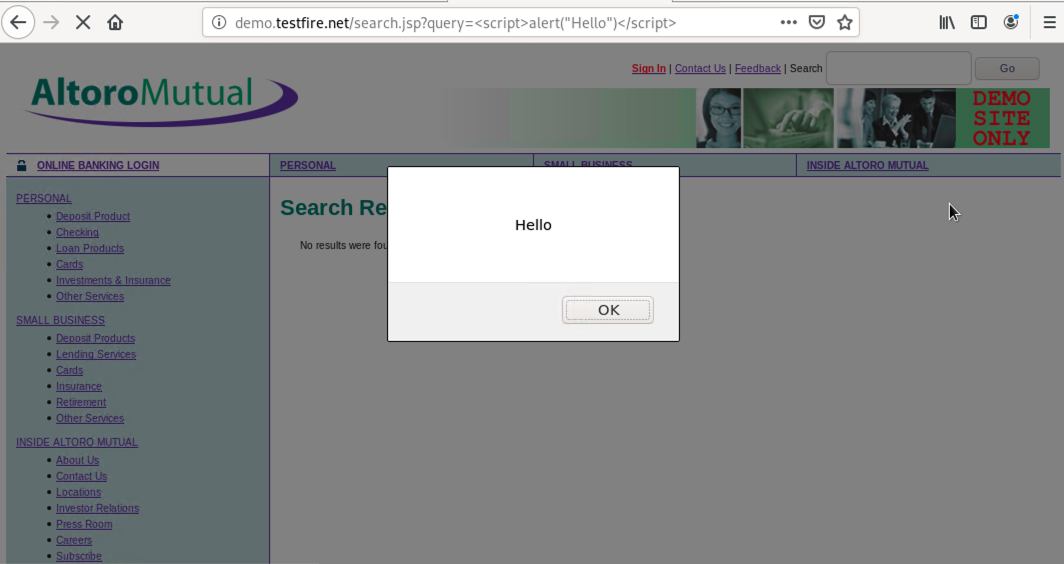 demo.testfire.net/search.jsp?query=<script>alert("Hello")</script>
Sign In | Contact Us | Feedback | Search
Go
AltoroMutual
DEMO
SITE
ONLY
ONLINE BANKING LOGIN
PERSONAL
SMALL BUSINESS
INSIDE ALTORO MUTUAL
PERSONAL
Deposit Product
Checking
Loan Products
Cards
Investments & Insurance
Other Services
SMALL BUSINESS
Deposit Products
Lending Services
Cards
Insurance
Retirement
Other Services
INSIDE ALTORO MUTUAL
About Us
Contact Us
Locations
Investor Relations
Press Room
Careers
Subscribe
Search Re
No results were fou
Hello
OK